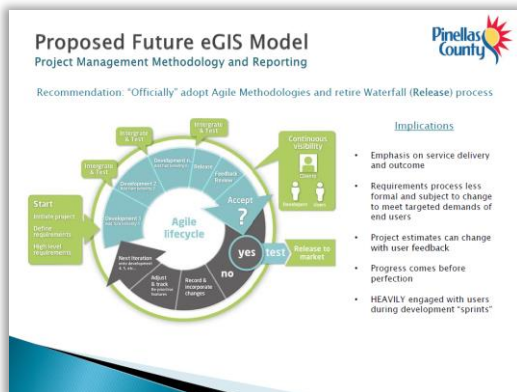 Proposed Future eGIS Model
Project Management Methodology and Reporting
Pinellas
County
Recommendation: "Officially" adopt Agile Methodologies and retire Waterfall (Release) process
Start
Initiate project
Define
requirements
High level
requirements
Intergrate
& Test
Intergrate
& Test
Intergrate
& Test
Development 1
Development 2
Development n..
Release
Feedback
Review
Continuous
visibility
Clients
Developers
Users
Accept
?
Agile
lifecycle
yes
test
Release to
market
no
Record &
incorporate
changes
Adjust
& track
Next Iteration
Implications
• Emphasis on service delivery
and outcome
• Requirements process less
formal and subject to change
to meet targeted demands of
end users
• Project estimates can change
with user feedback
• Progress comes before
perfection
• HEAVILY engaged with users
during development "sprints"